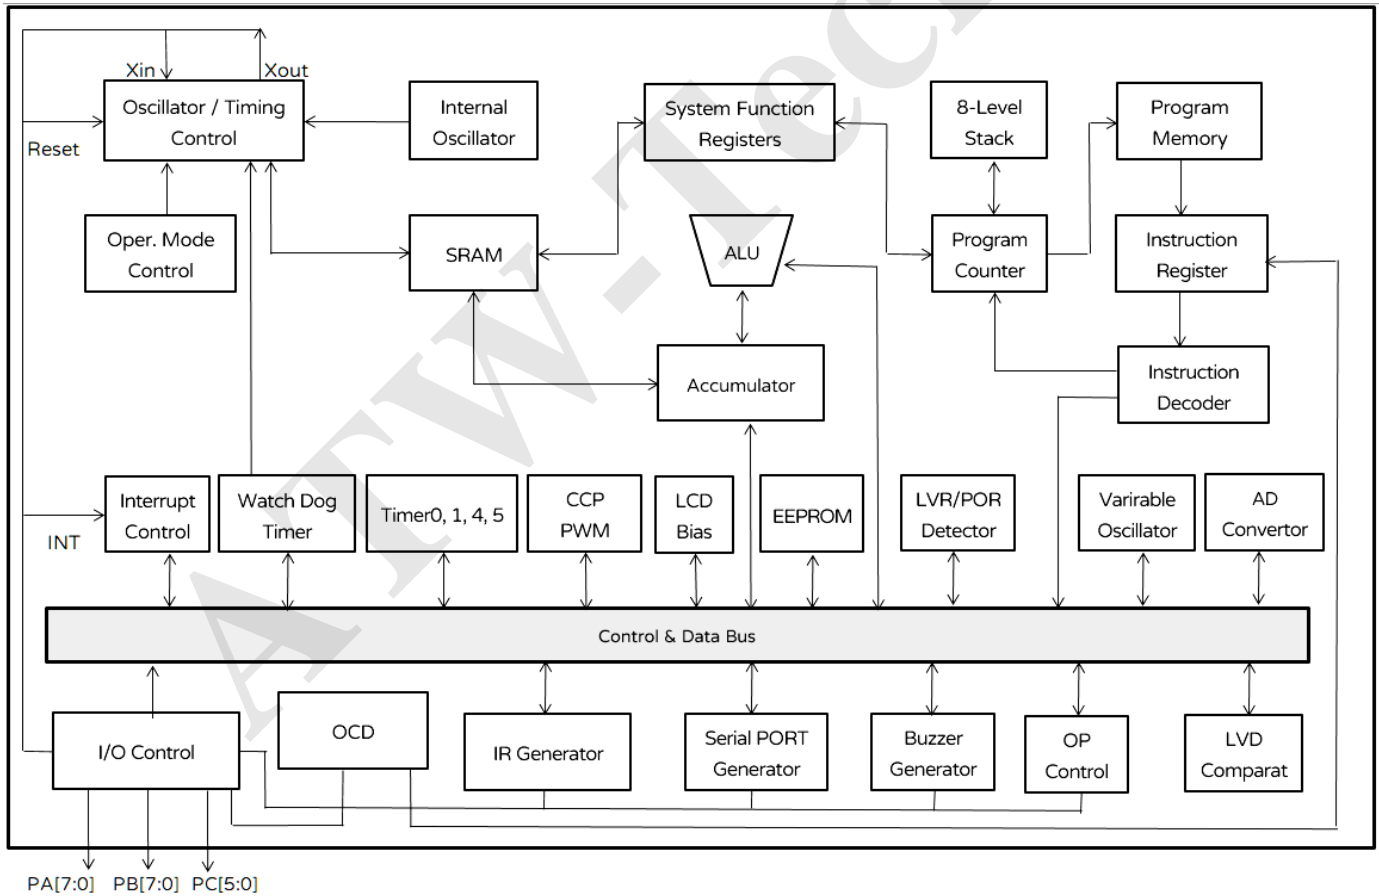 Xin
Xout
Oscillator / Timing
Control
Internal
Oscillator
System Function
Registers
8-Level
Stack
Program
Memory
Reset
Oper. Mode
Control
SRAM
ALU
Program
Counter
Instruction
Register
Accumulator
Instruction
Decoder
Interrupt
Control
Watch Dog
Timer
Timer0, 1, 4, 5
CCP
PWM
LCD
Bias
EEPROM
LVR/POR
Detector
Varirable
Oscillator
AD
Convertor
INT
Control & Data Bus
I/O Control
OCD
IR Generator
Serial PORT
Generator
Buzzer
Generator
OP
Control
LVD
Comparat
PA[7:0] PB[7:0] PC[5:0]